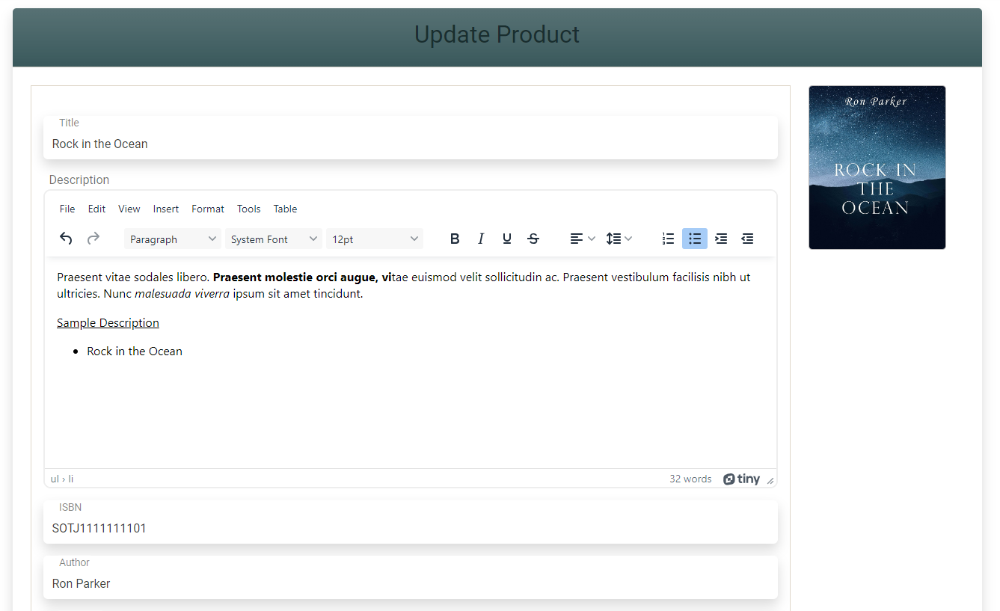 Update Product
Title
Rock in the Ocean
Description
File Edit View Insert Format Tools Table
Paragraph System Font 12pt B I U S
Praesent vitae sodales libero. Praesent molestie orci augue, vitae euismod velit sollicitudin ac. Praesent vestibulum facilisis nibh ut
ultricies. Nunc malesuada viverra ipsum sit amet tincidunt.
Sample Description
• Rock in the Ocean
ul › li 32 words tiny
ISBN
SOTJ1111111101
Author
Ron Parker
Ron Parker
ROCK IN
THE
OCEAN